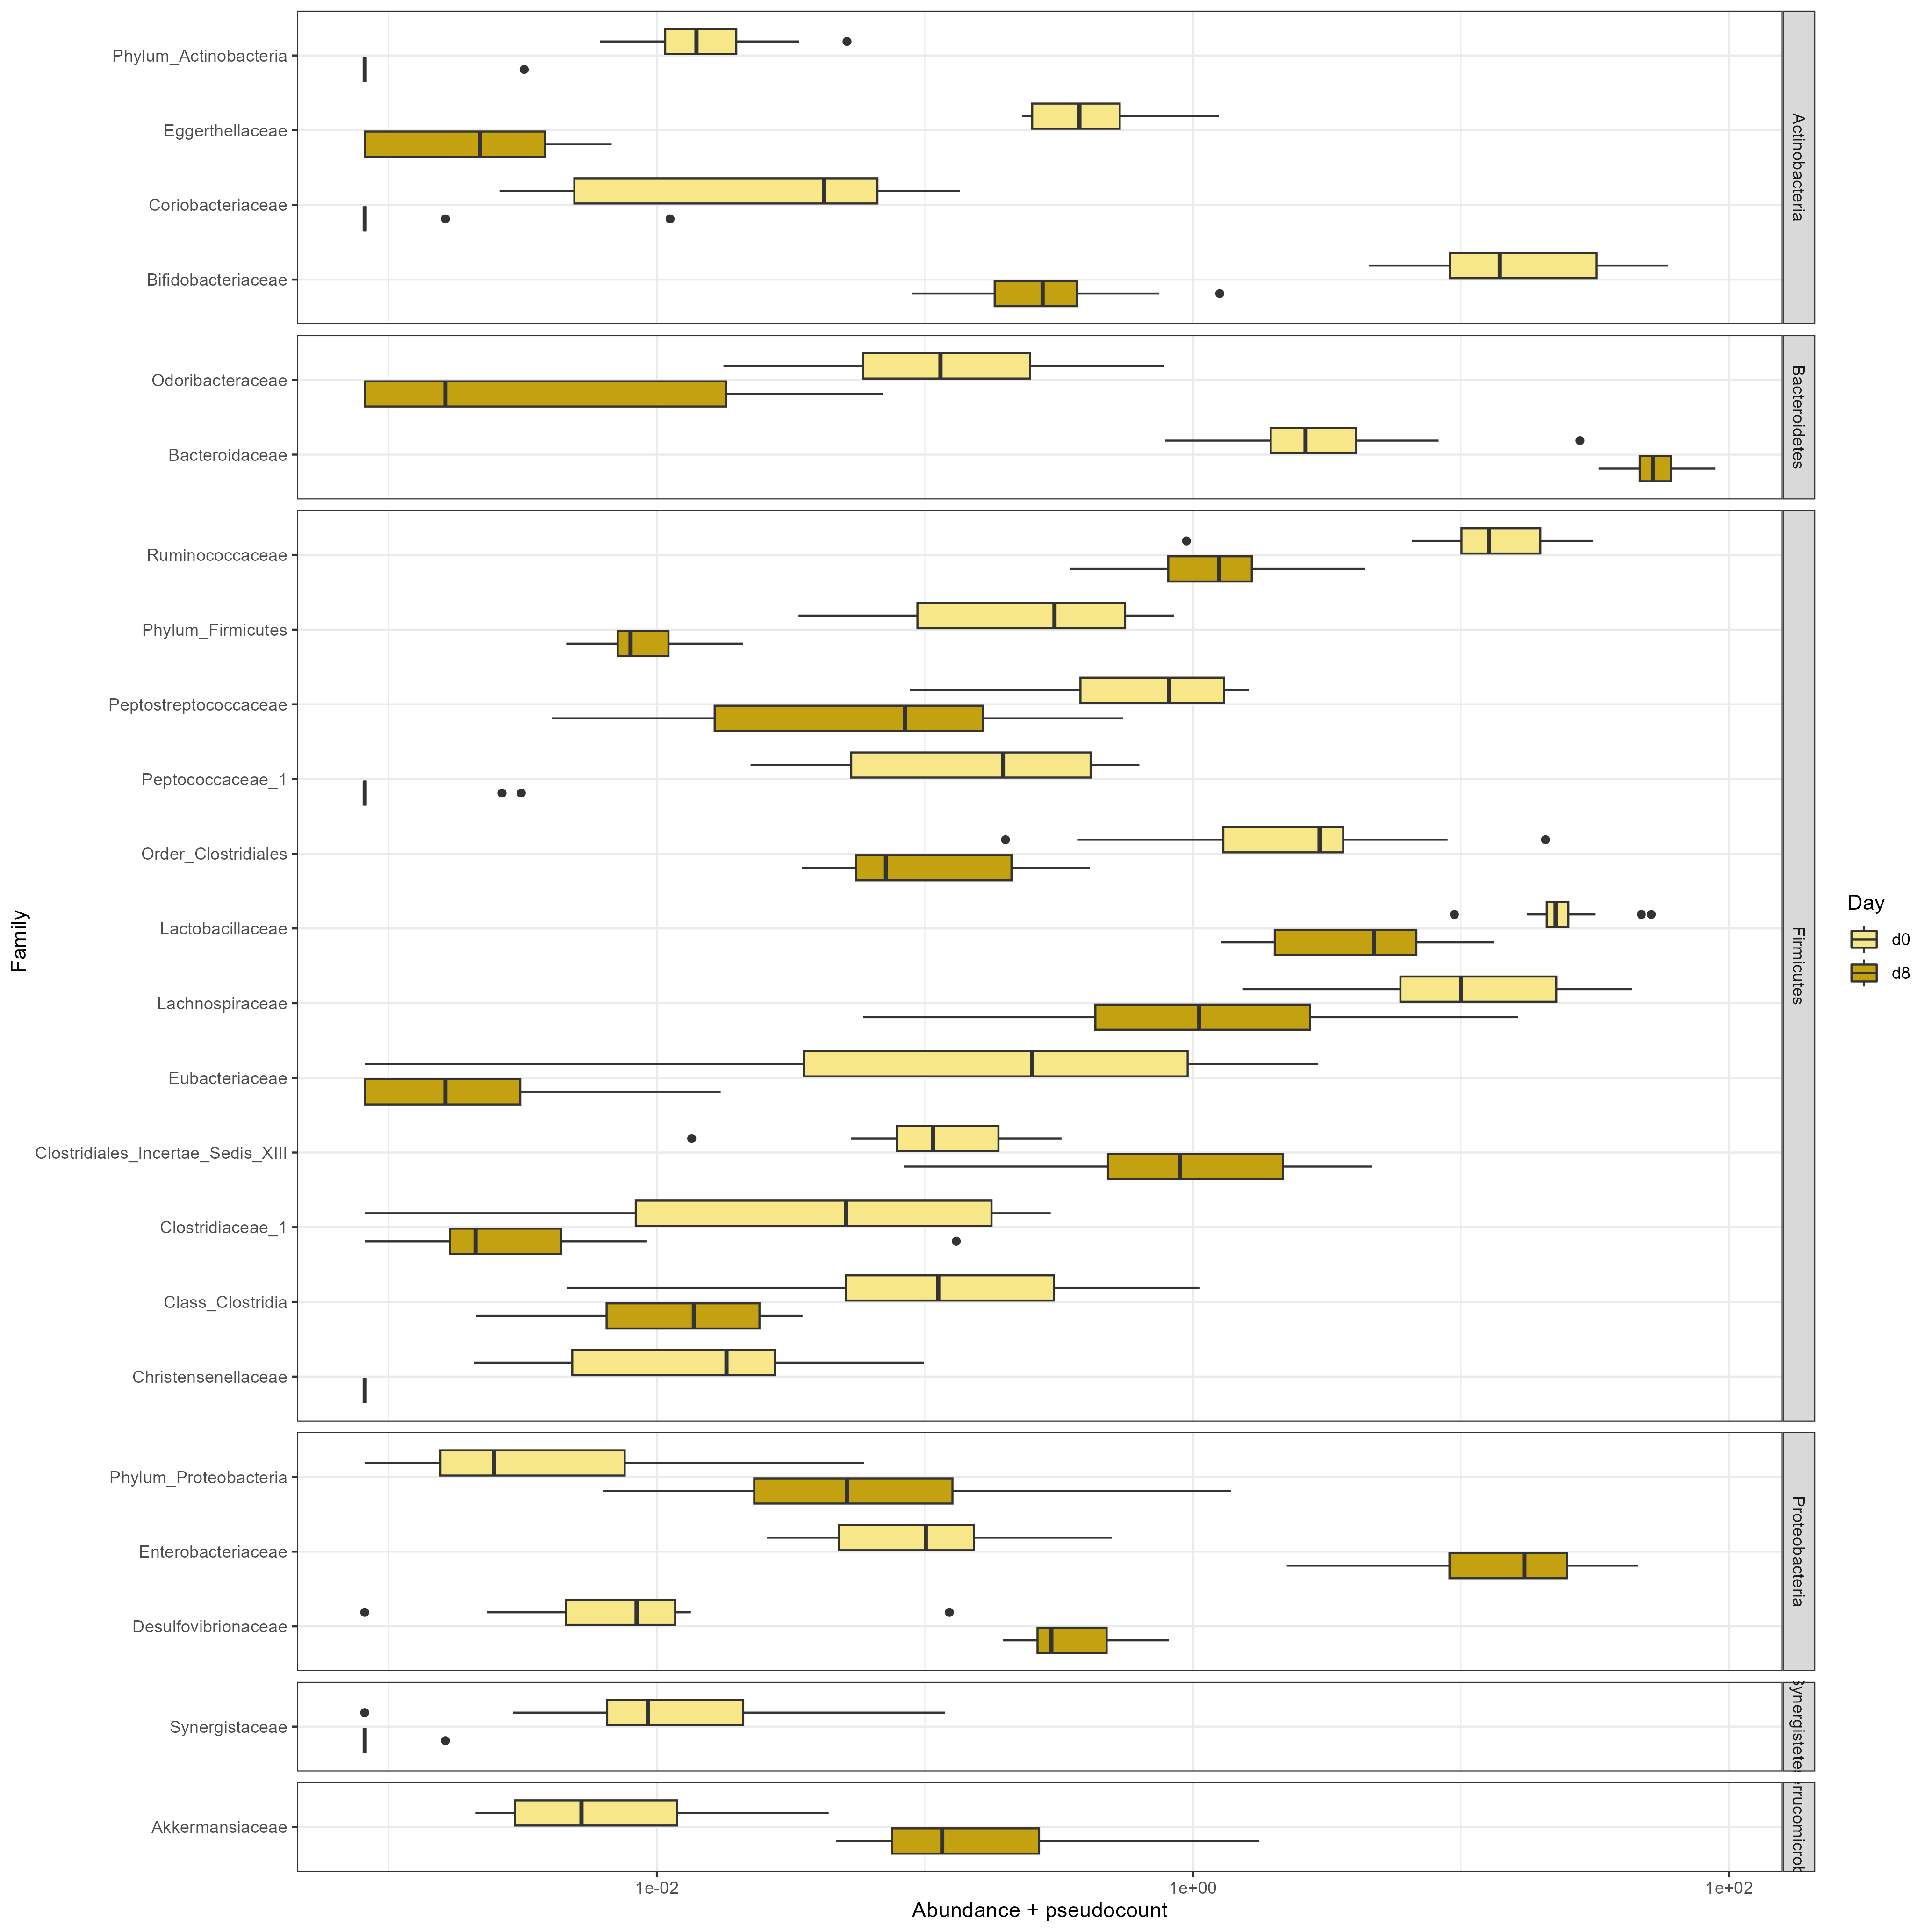 Phylum_Actinobacteria
Eggerthellaceae
Coriobacteriaceae
Bifidobacteriaceae
Actinobacteria
Odoribacteraceae
Bacteroidaceae
Bacteroidetes
Ruminococcaceae
Phylum_Firmicutes
Peptostreptococcaceae
Peptococcaceae_1
Order_Clostridiales
Lactobacillaceae
Lachnospiraceae
Eubacteriaceae
Clostridiales_Incertae_Sedis_XIII
Clostridiaceae_1
Class_Clostridia
Christensenellaceae
Firmicutes
Phylum_Proteobacteria
Enterobacteriaceae
Desulfovibrionaceae
Proteobacteria
Synergistaceae
Synergistete
Akkermansiaceae
errucomicrob
1e-02
1e+00
1e+02
Abundance + pseudocount
Family
Day
d0
d8